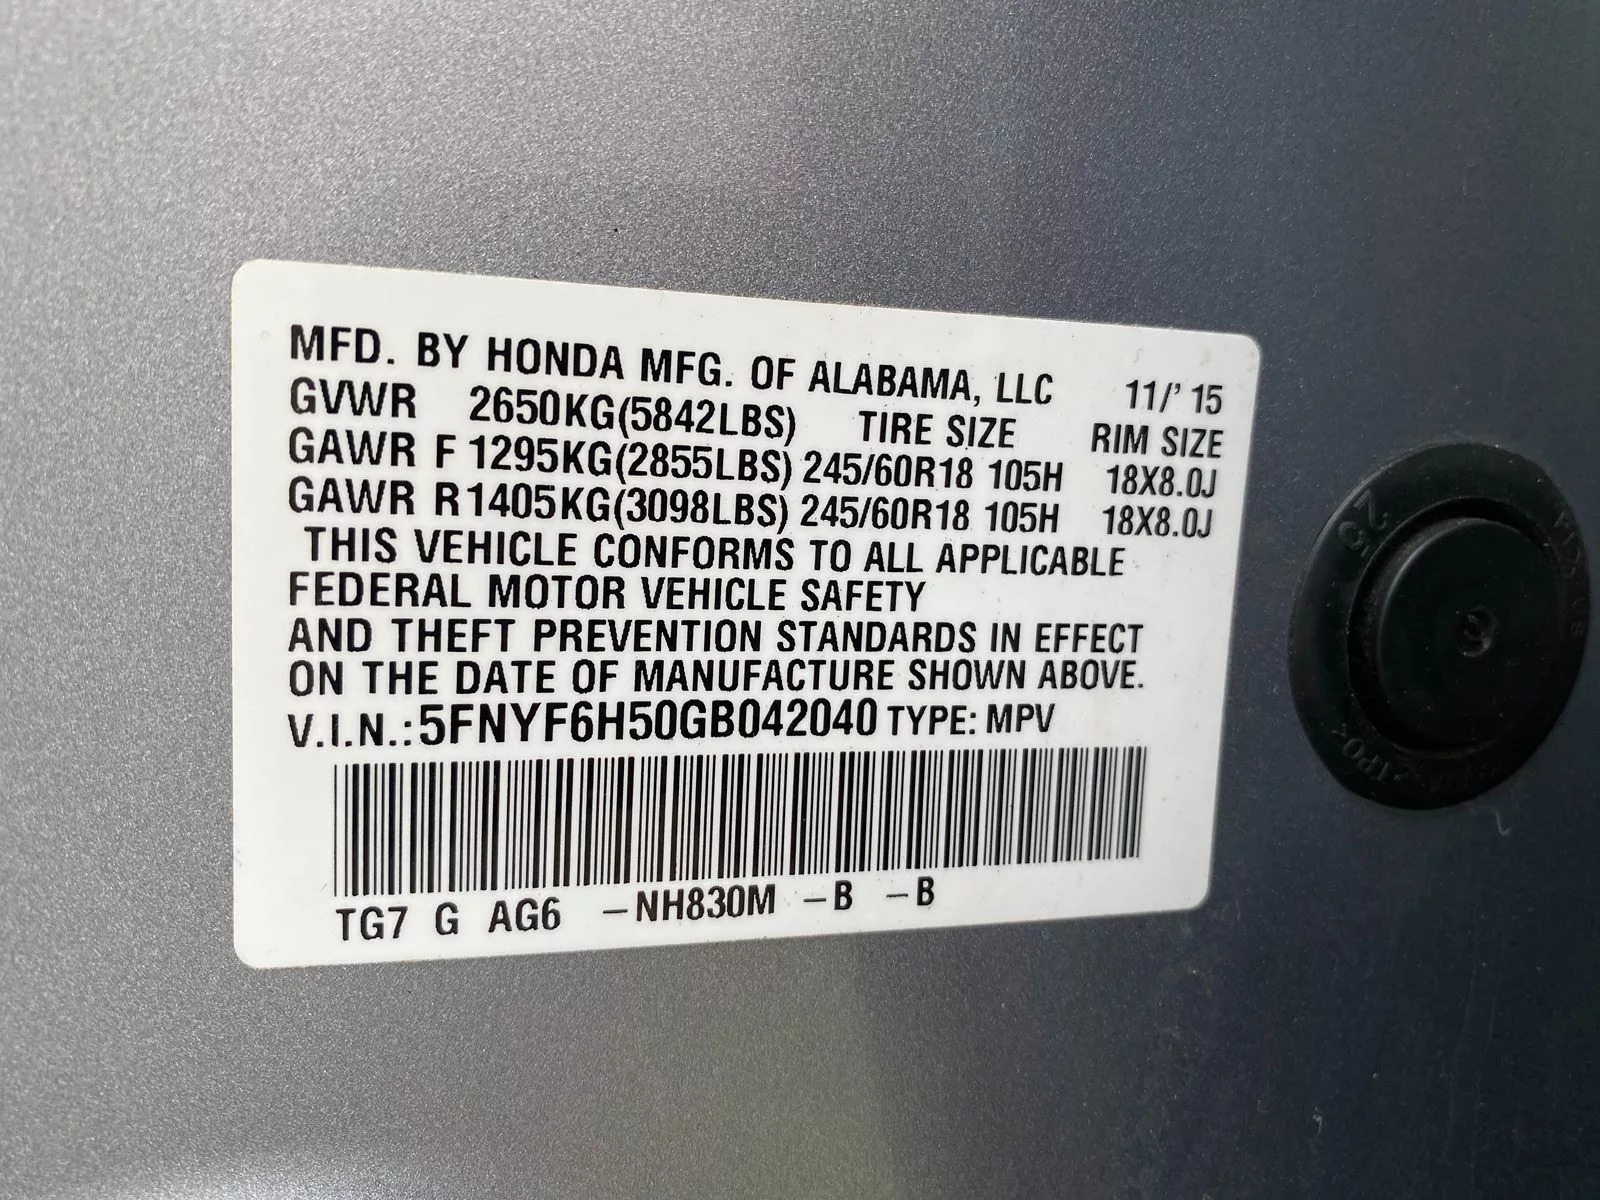 MFD. BY HONDA MFG. OF ALABAMA, LLC 11/'15
GVWR 2650KG(5842LBS) TIRE SIZE RIM SIZE
GAWR F 1295KG(2855LBS) 245/60R18 105H 18X8.0J
GAWR R1405KG(3098LBS) 245/60R18 105H 18X8.0J
THIS VEHICLE CONFORMS TO ALL APPLICABLE
FEDERAL MOTOR VEHICLE SAFETY
AND THEFT PREVENTION STANDARDS IN EFFECT
ON THE DATE OF MANUFACTURE SHOWN ABOVE.
V.I.N.:5FNYF6H50GB042040 TYPE: MPV
TG7 G AG6 –NH830M –B –B